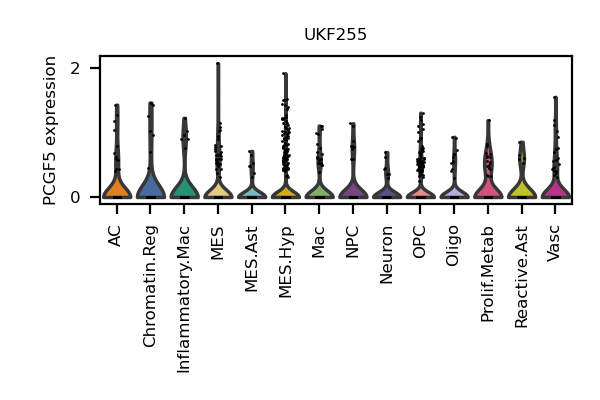 UKF255
PCGF5 expression
2
0
AC
Chromatin.Reg
Inflammatory.Mac
MES
MES.Ast
MES.Hyp
Mac
NPC
Neuron
OPC
Oligo
Prolif.Metab
Reactive.Ast
Vasc